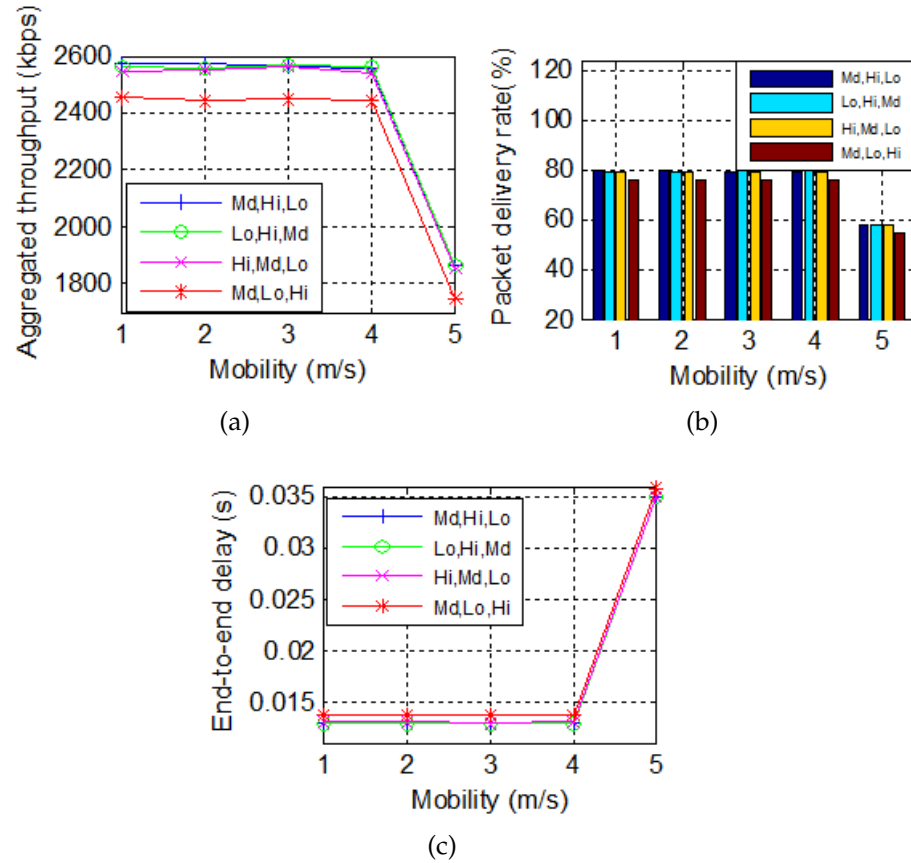 Aggregated throughput (kbps)
2600
2400
2200
2000
1800
Md,Hi,Lo
Lo,Hi,Md
Hi,Md,Lo
Md,Lo,Hi
1 2 3 4 5
Mobility (m/s)
(a)
Packet delivery rate(%)
120
100
80
60
40
20
Md,Hi,Lo
Lo,Hi,Md
Hi,Md,Lo
Md,Lo,Hi
1 2 3 4 5
Mobility (m/s)
(b)
End-to-end delay (s)
0.035
0.03
0.025
0.02
0.015
Md,Hi,Lo
Lo,Hi,Md
Hi,Md,Lo
Md,Lo,Hi
1 2 3 4 5
Mobility (m/s)
(c)